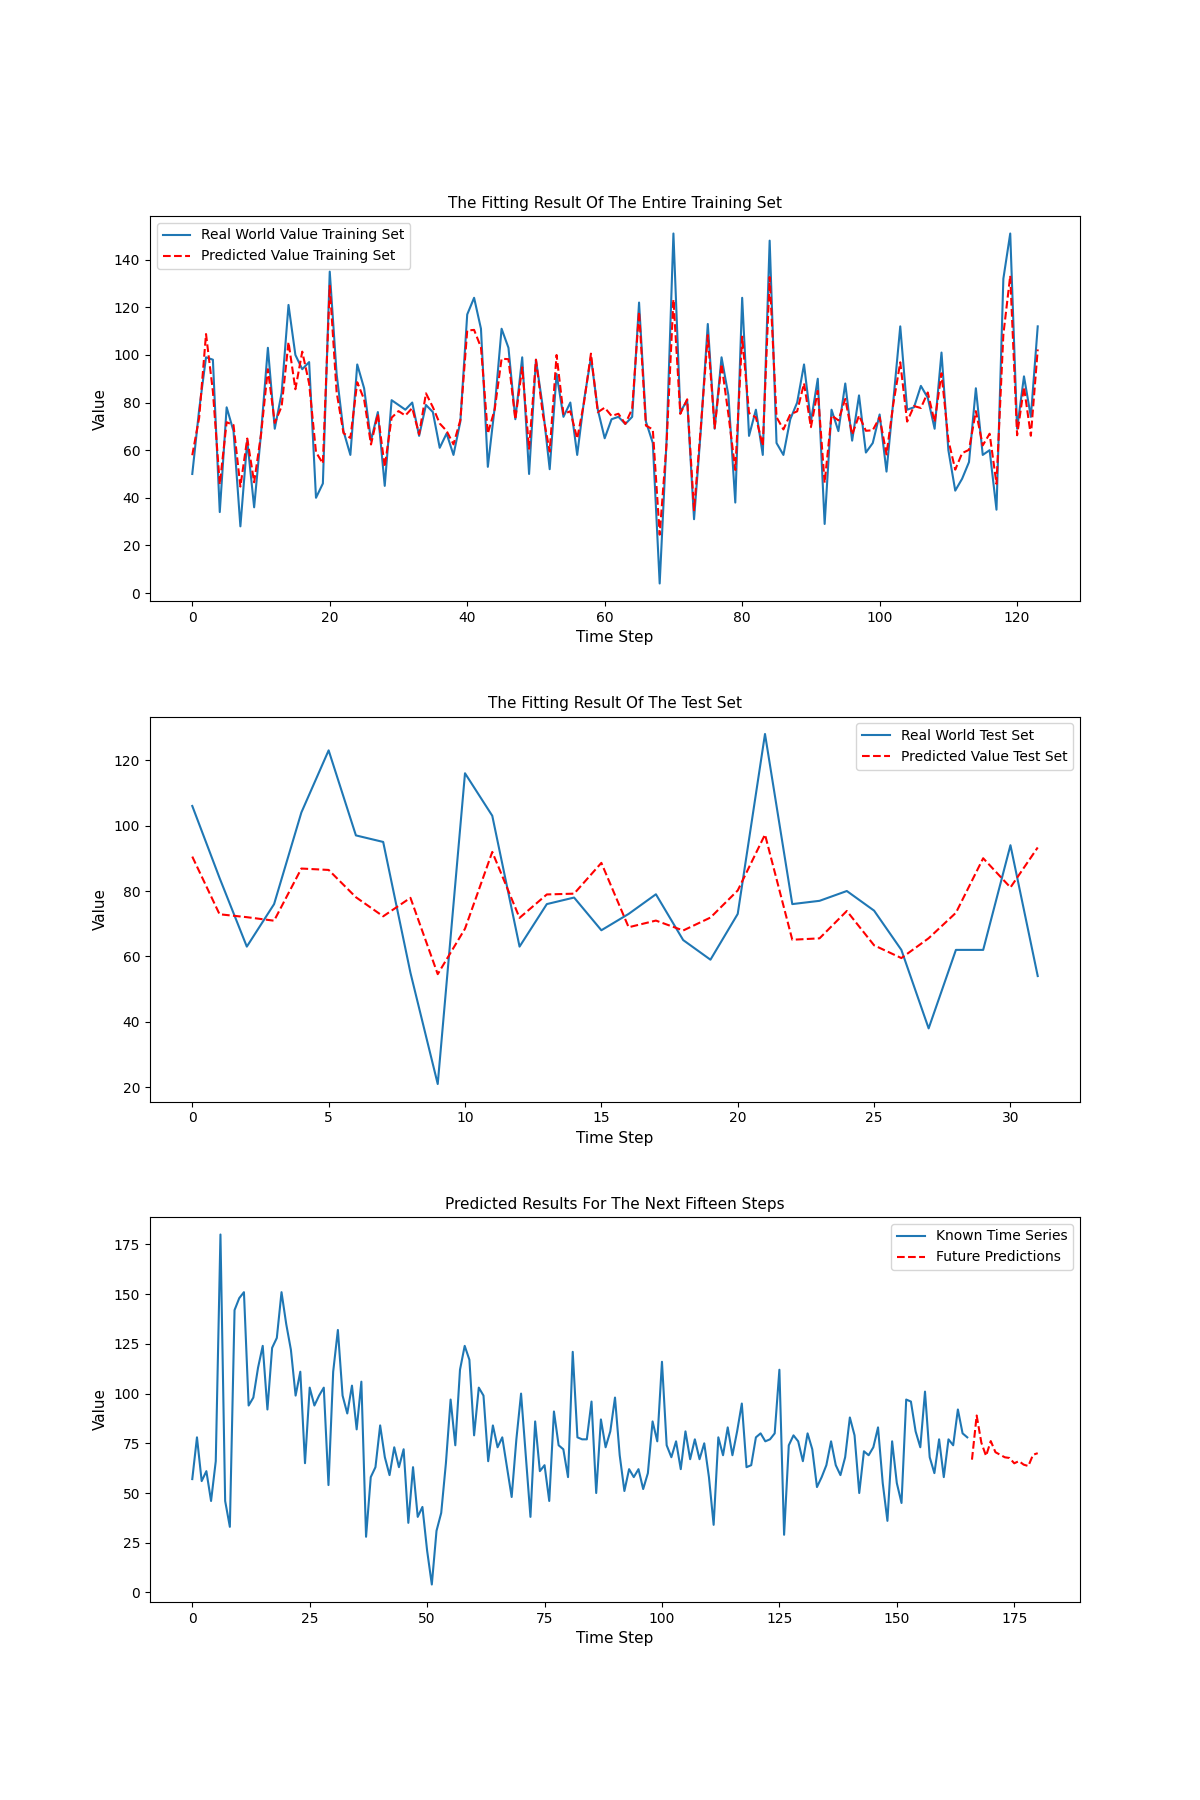 The Fitting Result Of The Entire Training Set
Real World Value Training Set
Predicted Value Training Set
Value
140
120
100
80
60
40
20
0
0 20 40 60 80 100 120
Time Step
The Fitting Result Of The Test Set
Real World Test Set
Predicted Value Test Set
Value
120
100
80
60
40
20
0 5 10 15 20 25 30
Time Step
Predicted Results For The Next Fifteen Steps
Known Time Series
Future Predictions
Value
175
150
125
100
75
50
25
0
0 25 50 75 100 125 150 175
Time Step